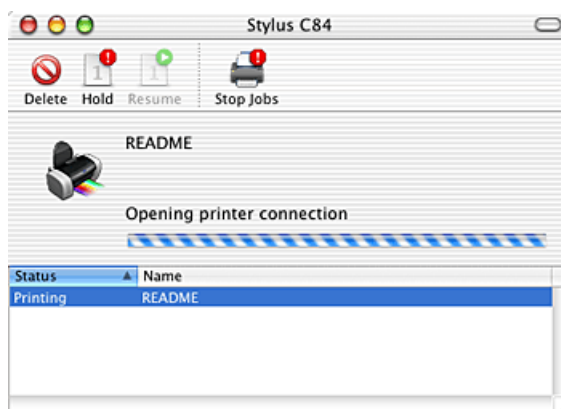 Stylus C84
Delete Hold Resume Stop Jobs
README
Opening printer connection
Status Name
Printing README